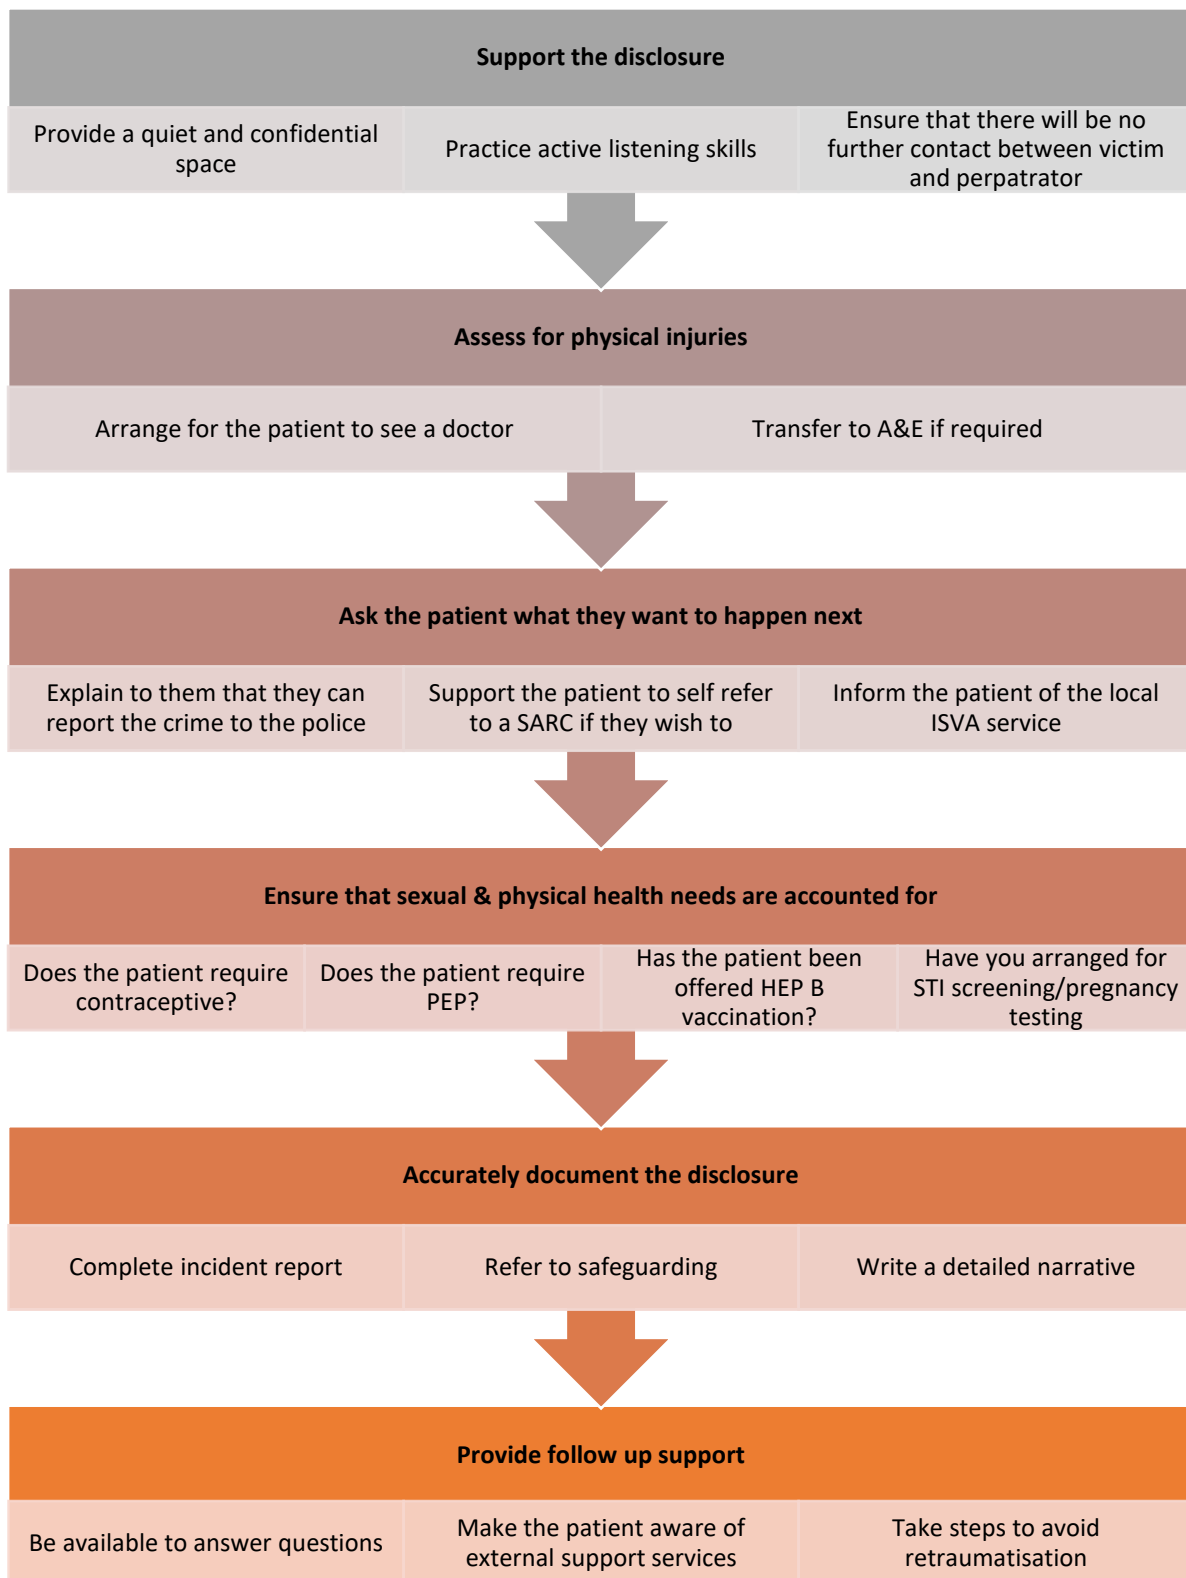 Support the disclosure
Provide a quiet and confidential
space
Practice active listening skills
Ensure that there will be no
further contact between victim
and perpatrator
Assess for physical injuries
Arrange for the patient to see a doctor
Transfer to A&E if required
Ask the patient what they want to happen next
Explain to them that they can
report the crime to the police
Support the patient to self refer
to a SARC if they wish to
Inform the patient of the local
ISVA service
Ensure that sexual & physical health needs are accounted for
Does the patient require
contraceptive?
Does the patient require
PEP?
Has the patient been
offered HEP B
vaccination?
Have you arranged for
STI screening/pregnancy
testing
Accurately document the disclosure
Complete incident report
Refer to safeguarding
Write a detailed narrative
Provide follow up support
Be available to answer questions
Make the patient aware of
external support services
Take steps to avoid
retraumatisation